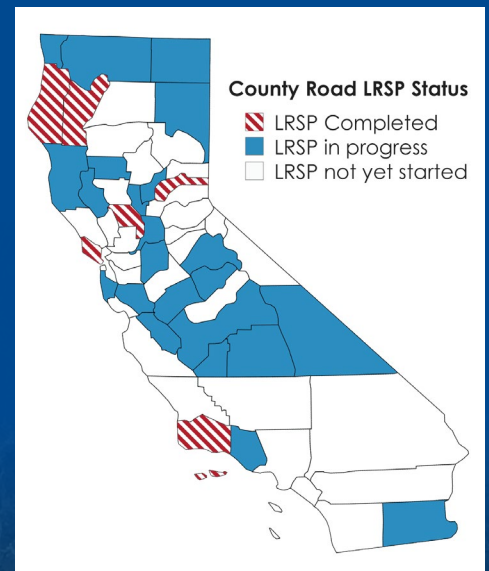 County Road LRSP Status
LRSP Completed
LRSP in progress
LRSP not yet started